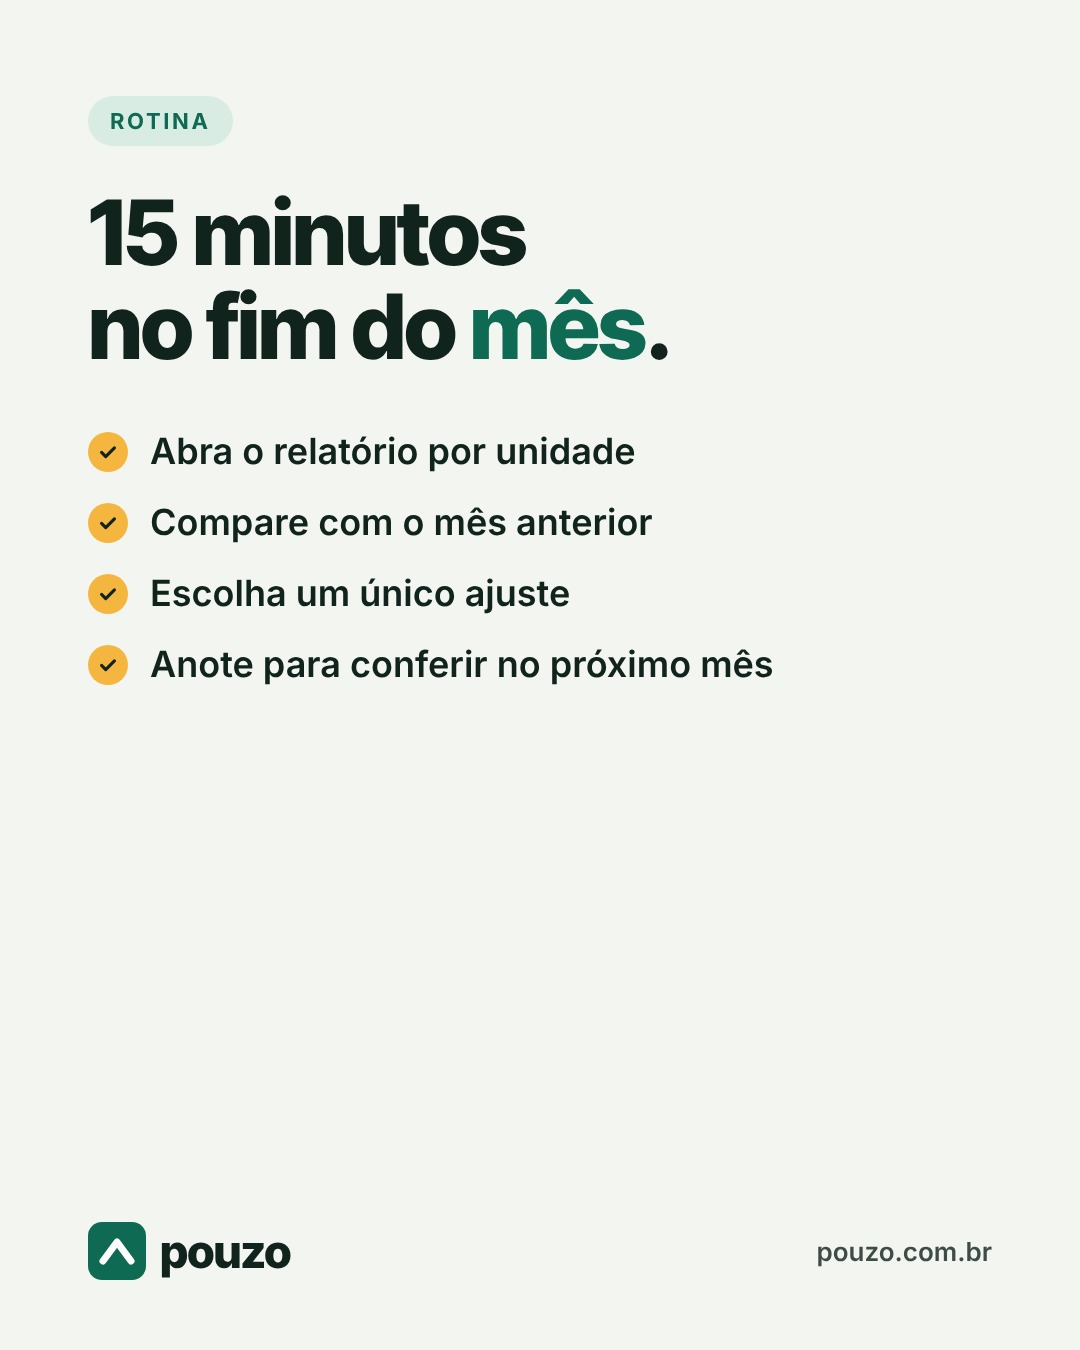 ROTINA
15 minutos
no fim do mês.
Abra o relatório por unidade
Compare com o mês anterior
Escolha um único ajuste
Anote para conferir no próximo mês
pouzo
pouzo.com.br